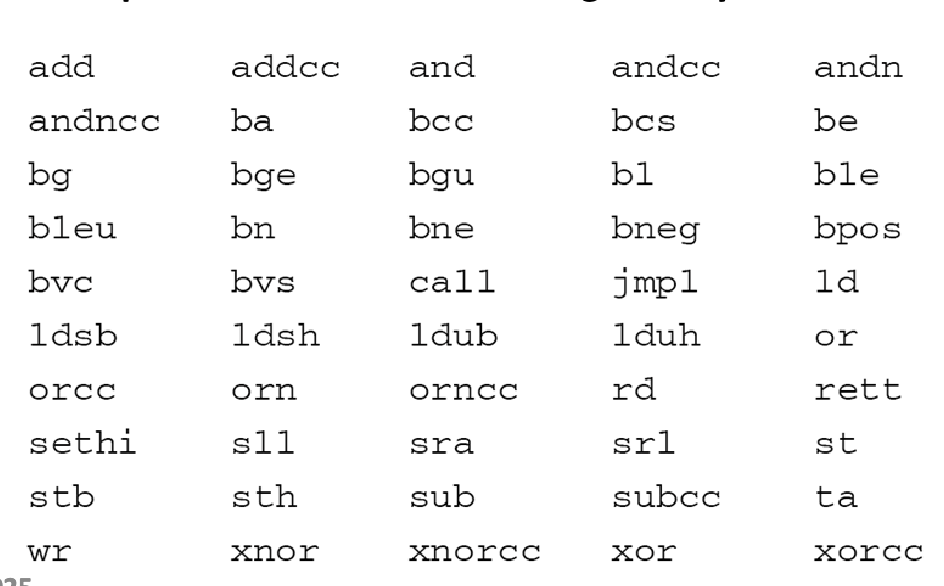 add addcc and andcc andn
andncc ba bcc bcs be
bg bge bgu bl ble
bleu bn bne bneg bpos
bvc bvs call jmpl ld
ldsb ldsh ldub lduh or
orcc orn orncc rd rett
sethi sll sra srl st
stb sth sub subcc ta
wr xnor xnorcc xor xorcc